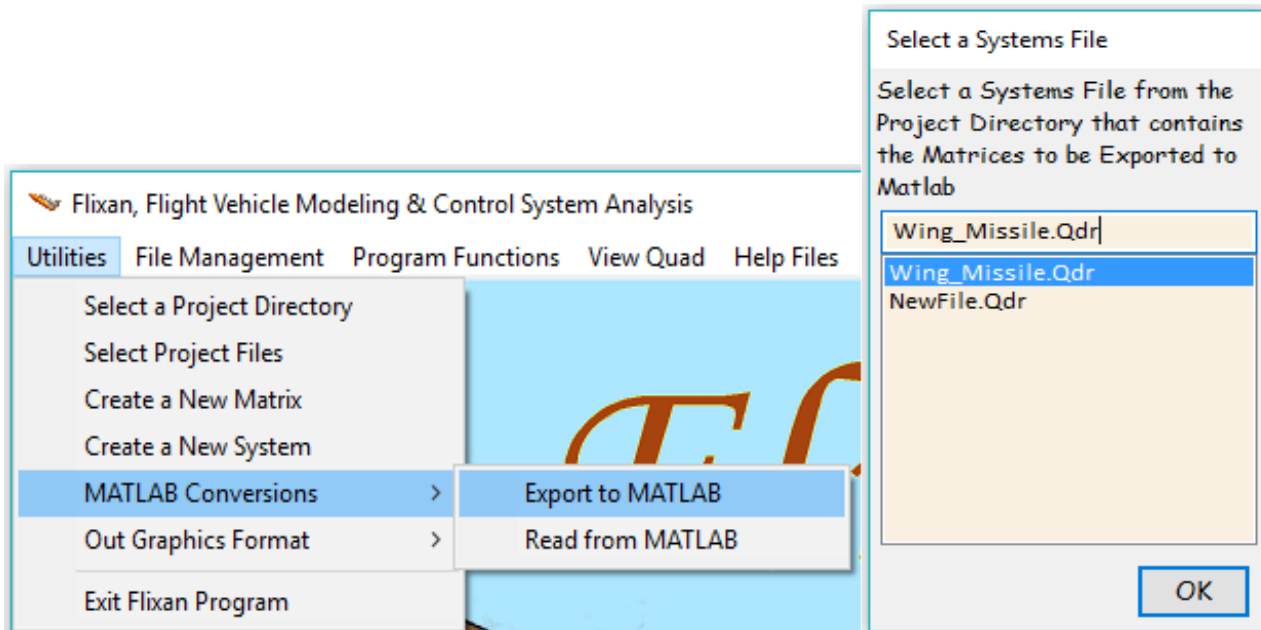 Flixan, Flight Vehicle Modeling & Control System Analysis
Utilities File Management Program Functions View Quad Help Files
Select a Project Directory
Select Project Files
Create a New Matrix
Create a New System
MATLAB Conversions >
Out Graphics Format >
Exit Flixan Program
Export to MATLAB
Read from MATLAB
Select a Systems File
Select a Systems File from the
Project Directory that contains
the Matrices to be Exported to
Matlab
Wing_Missile.Qdr
Wing_Missile.Qdr
NewFile.Qdr
OK